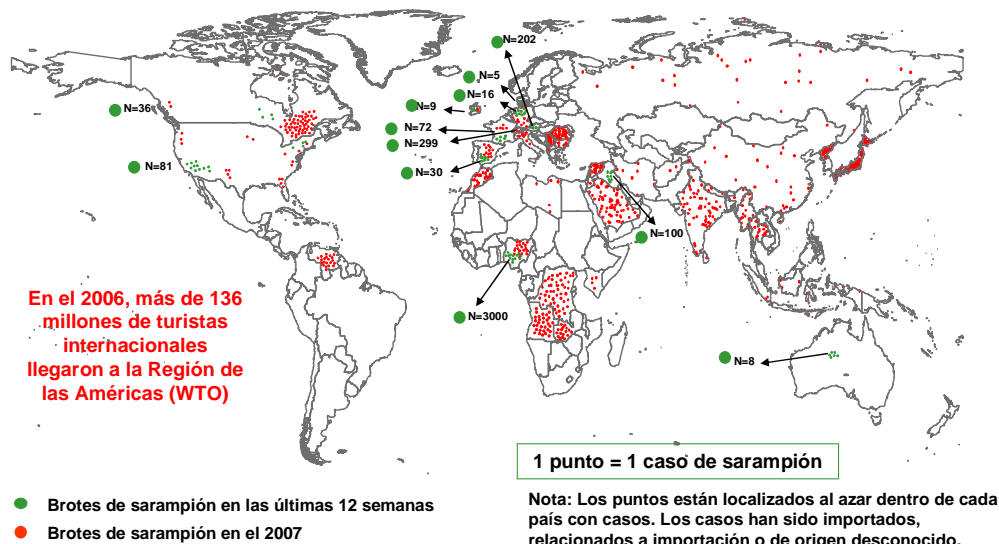 N=202
N=5
N=16
N=36
N=9
N=72
N=299
N=81
N=30
N=100
N=3000
N=8
En el 2006, más de 136
millones de turistas
internacionales
llegaron a la Región de
las Américas (WTO)
1 punto = 1 caso de sarampión
Brotes de sarampión en las últimas 12 semanas
Brotes de sarampión en el 2007
Nota: Los puntos están localizados al azar dentro de cada
país con casos. Los casos han sido importados,
relacionados a importación o de origen desconocido.